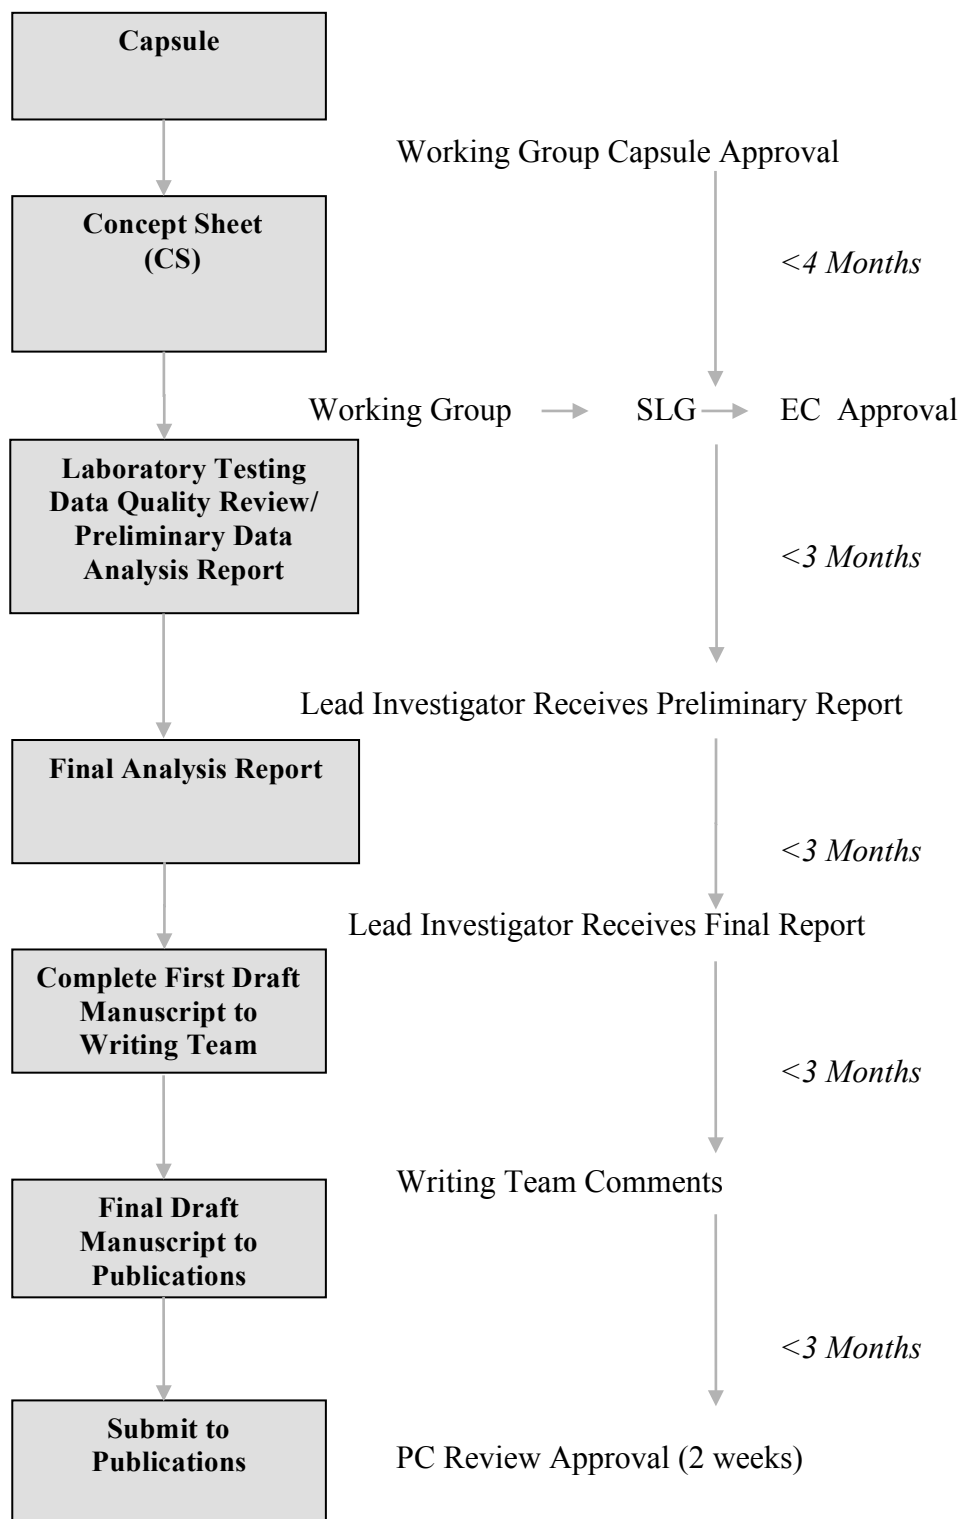 Capsule
Working Group Capsule Approval
Concept Sheet
(CS)
<4 Months
Working Group SLG EC Approval
Laboratory Testing
Data Quality Review/
Preliminary Data
Analysis Report
<3 Months
Lead Investigator Receives Preliminary Report
Final Analysis Report
<3 Months
Lead Investigator Receives Final Report
Complete First Draft
Manuscript to
Writing Team
<3 Months
Writing Team Comments
Final Draft
Manuscript to
Publications
<3 Months
Submit to
Publications
PC Review Approval (2 weeks)